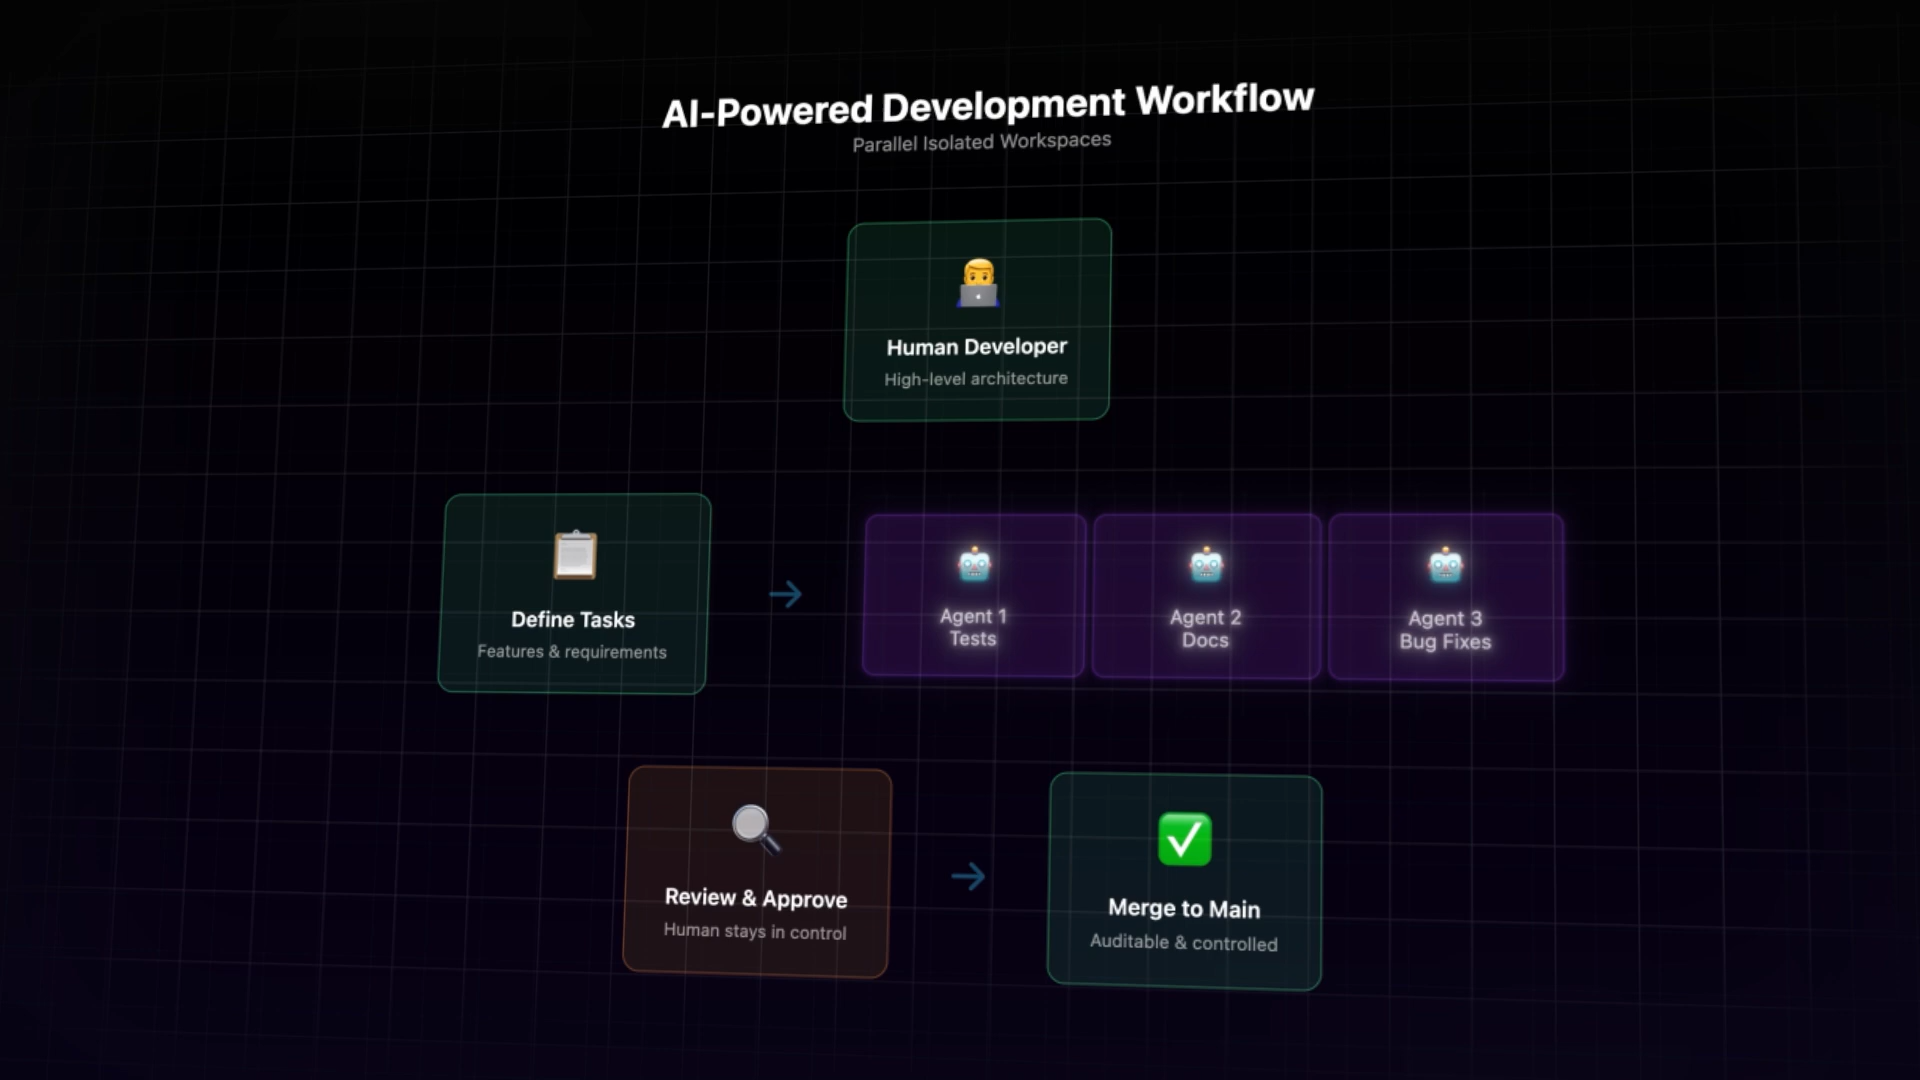 AI-Powered Development Workflow
Parallel Isolated Workspaces
Human Developer
High-level architecture
Define Tasks
Features & requirements
Agent 1
Tests
Agent 2
Docs
Agent 3
Bug Fixes
Review & Approve
Human stays in control
Merge to Main
Auditable & controlled